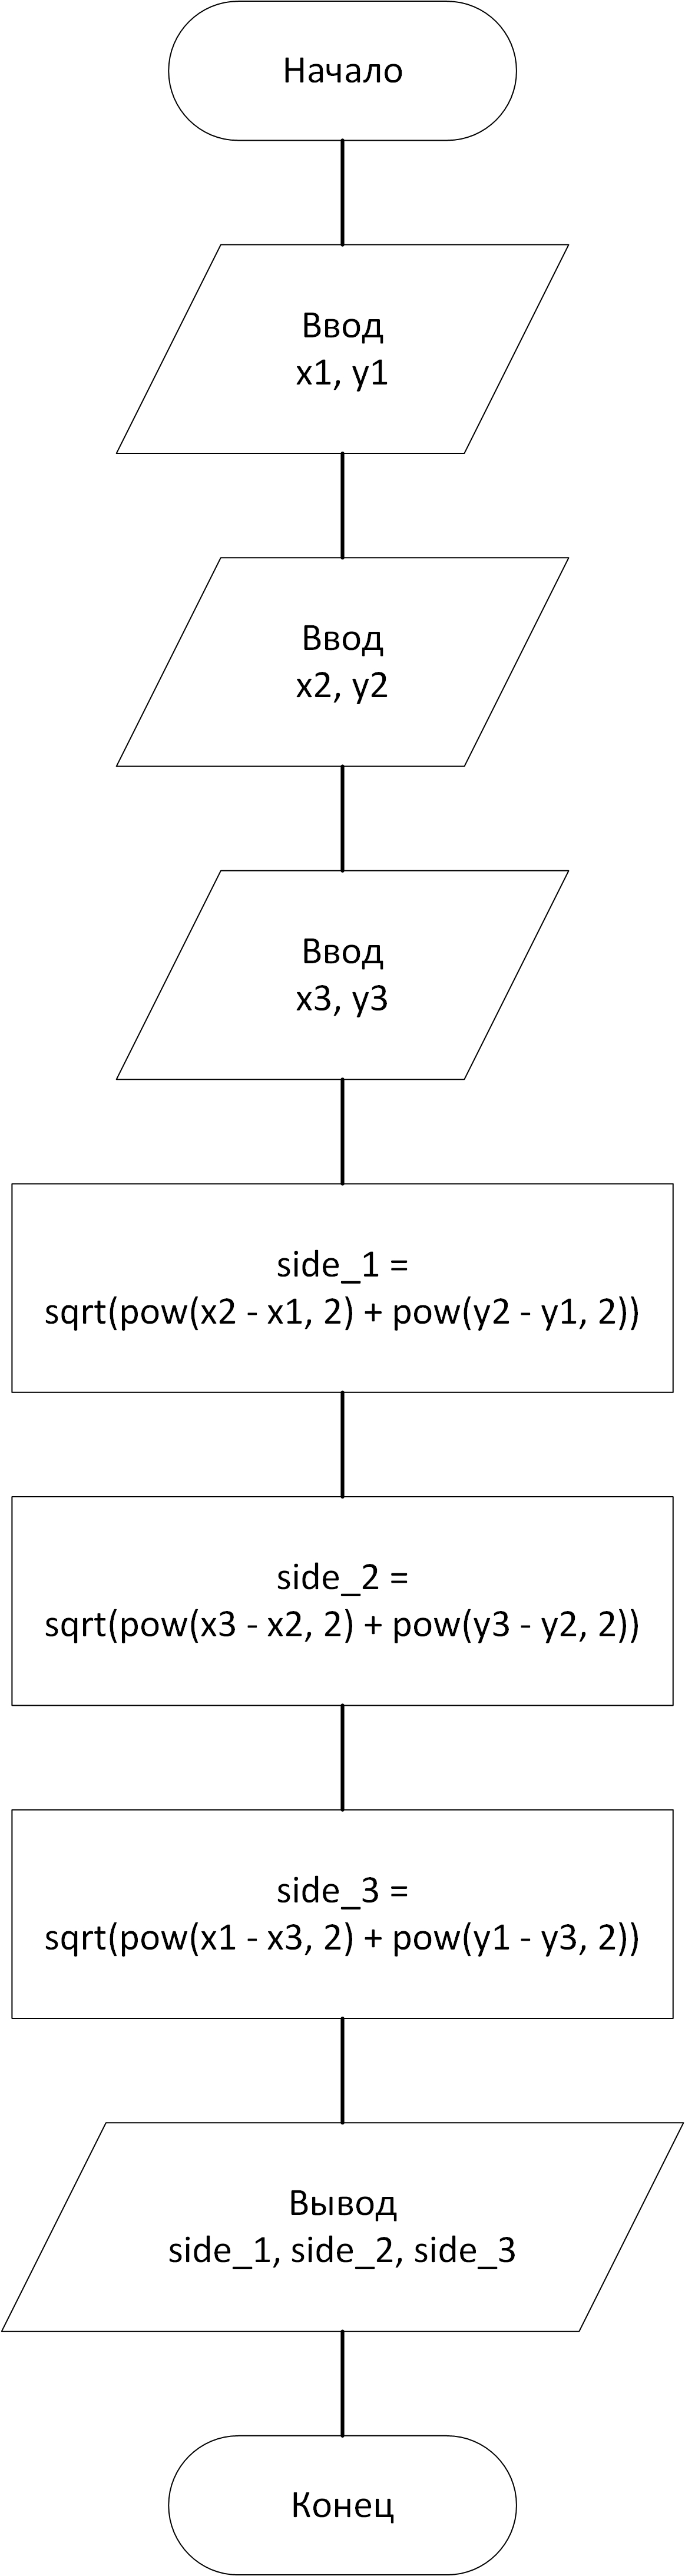 Начало
Ввод
x1, y1
Ввод
x2, y2
Ввод
x3, y3
side_1 =
sqrt(pow(x2 - x1, 2) + pow(y2 - y1, 2))
side_2 =
sqrt(pow(x3 - x2, 2) + pow(y3 - y2, 2))
side_3 =
sqrt(pow(x1 - x3, 2) + pow(y1 - y3, 2))
Вывод
side_1, side_2, side_3
Конец